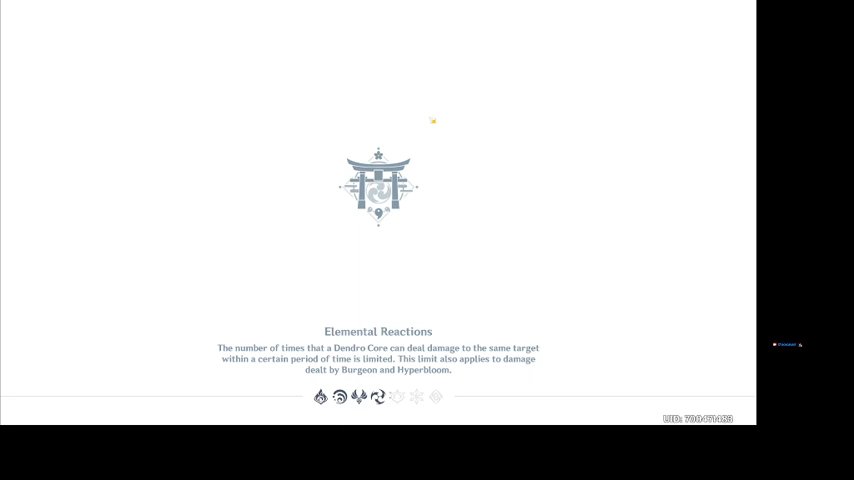 Elemental Reactions
The number of times that a Dendro Core can deal damage to the same target
within a certain period of time is limited. This limit also applies to damage
dealt by Burgeon and Hyperbloom.